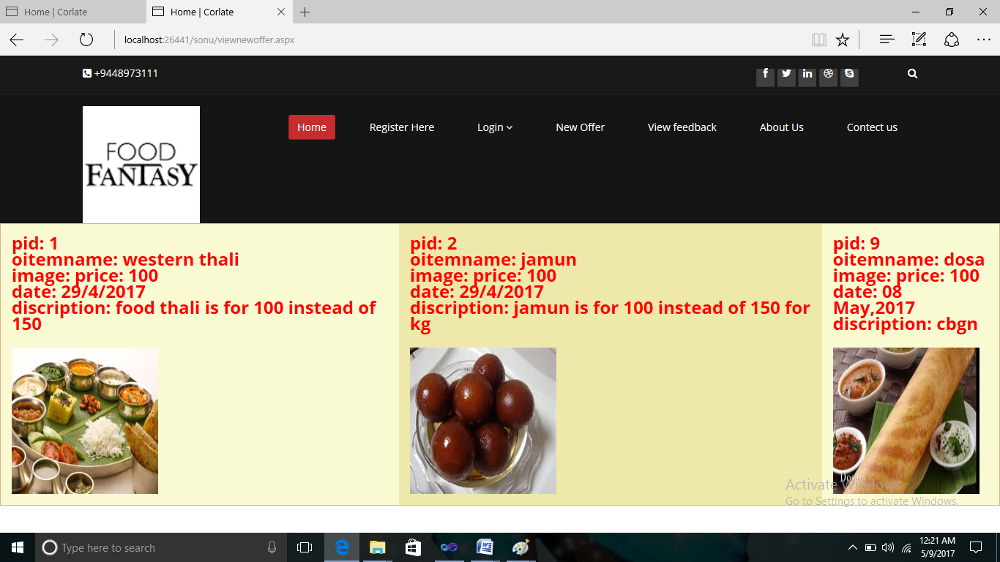 Home | Corlate
Home | Corlate
localhost:26441/sonu/viewnewoffer.aspx
+9448973111
FOOD
FANTASY
Home
Register Here
Login
New Offer
View feedback
About Us
Contect us
pid: 1
oitemname: western thali
image: price: 100
date: 29/4/2017
discription: food thali is for 100 instead of
150
pid: 2
oitemname: jamun
image: price: 100
date: 29/4/2017
discription: jamun is for 100 instead of 150 for
kg
pid: 9
oitemname: dosa
image: price: 100
date: 08
May,2017
discription: cbgn
Dosa
Activate Windows
Go to Settings to activate Windows.
Type here to search
12:21 AM
5/9/2017